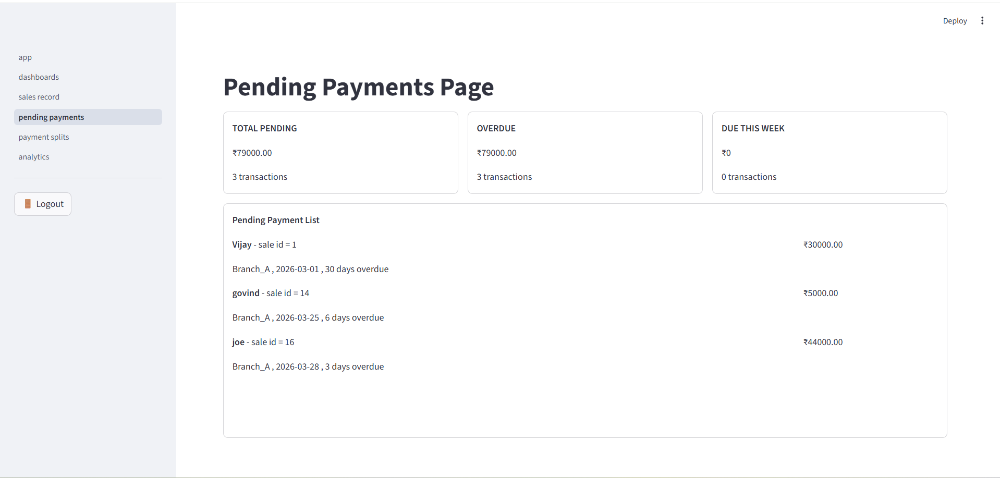 Deploy
app
dashboards
sales record
pending payments
payment splits
analytics
Logout
Pending Payments Page
TOTAL PENDING
₹79000.00
3 transactions
OVERDUE
₹79000.00
3 transactions
DUE THIS WEEK
₹0
0 transactions
Pending Payment List
Vijay - sale id = 1 ₹30000.00
Branch_A , 2026-03-01 , 30 days overdue
govind - sale id = 14 ₹5000.00
Branch_A , 2026-03-25 , 6 days overdue
joe - sale id = 16 ₹44000.00
Branch_A , 2026-03-28 , 3 days overdue